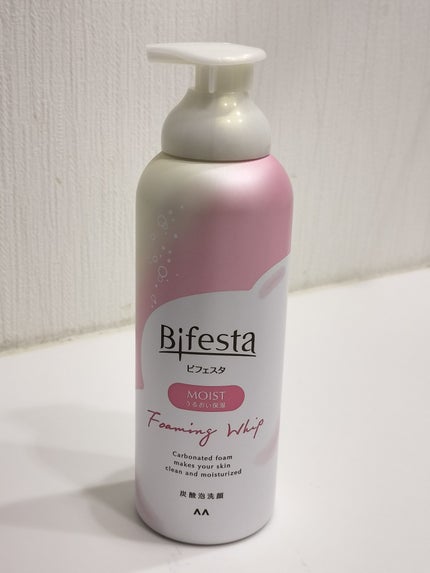 Bifesta
ビフェスタ
MOIST
うるおい保湿
Foaming Whip
Carbonated foam
makes your skin
clean and moisturized
炭酸泡洗顔